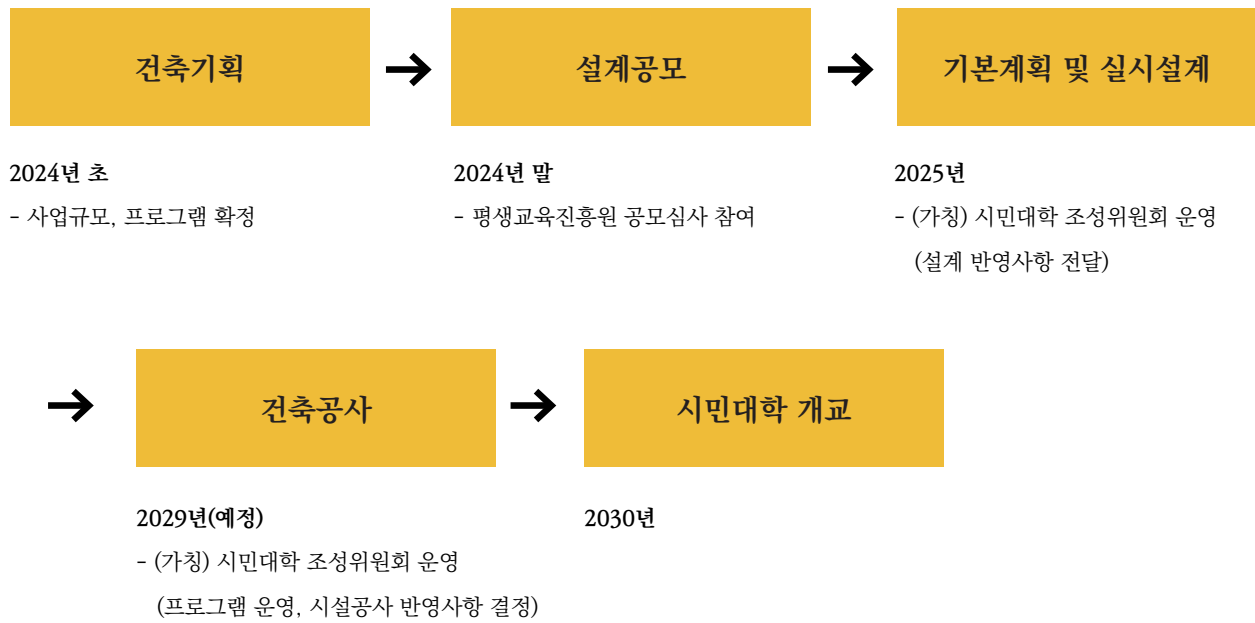 건축기획
설계공모
기본계획 및 실시설계
2024년 초
- 사업규모, 프로그램 확정
2024년 말
- 평생교육진흥원 공모심사 참여
2025년
- (가칭) 시민대학 조성위원회 운영
(설계 반영사항 전달)
건축공사
시민대학 개교
2029년(예정)
- (가칭) 시민대학 조성위원회 운영
(프로그램 운영, 시설공사 반영사항 결정)
2030년